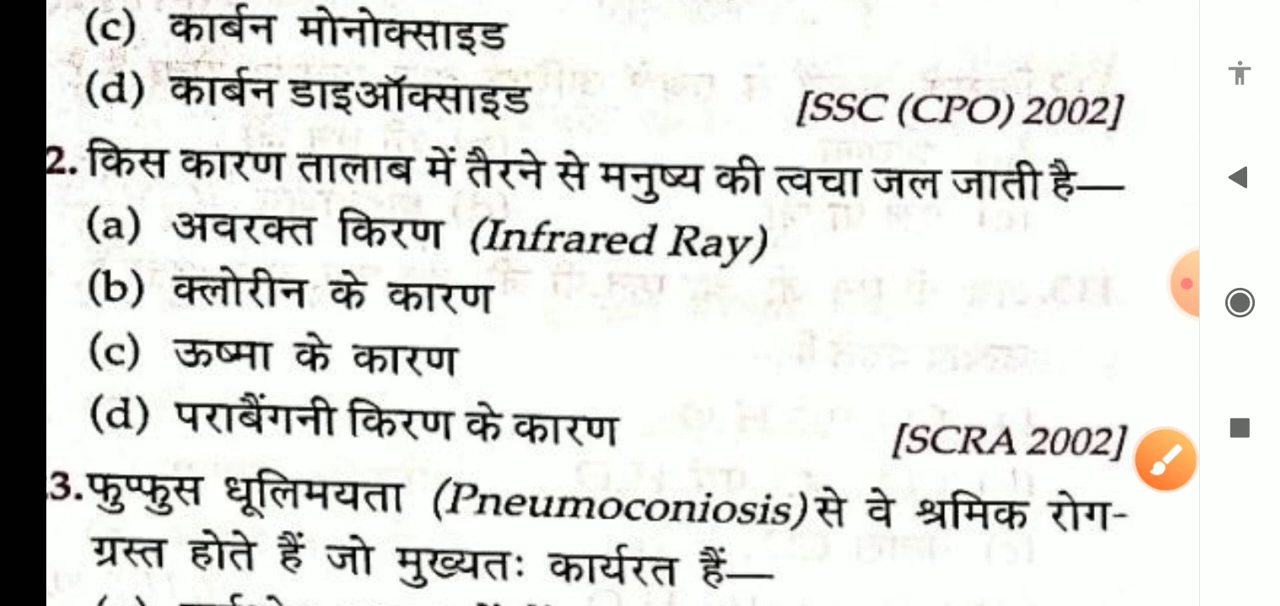 (c) कार्बन मोनोक्साइड
(d) कार्बन डाइऑक्साइड [SSC (CPO) 2002]
2. किस कारण तालाब में तैरने से मनुष्य की त्वचा जल जाती है—
(a) अवरक्त किरण (Infrared Ray)
(b) क्लोरीन के कारण
(c) ऊष्मा के कारण
(d) पराबैंगनी किरण के कारण [SCRA 2002]
3. फुप्फुस धूलिमयता (Pneumoconiosis) से वे श्रमिक रोग-
ग्रस्त होते हैं जो मुख्यतः कार्यरत हैं—